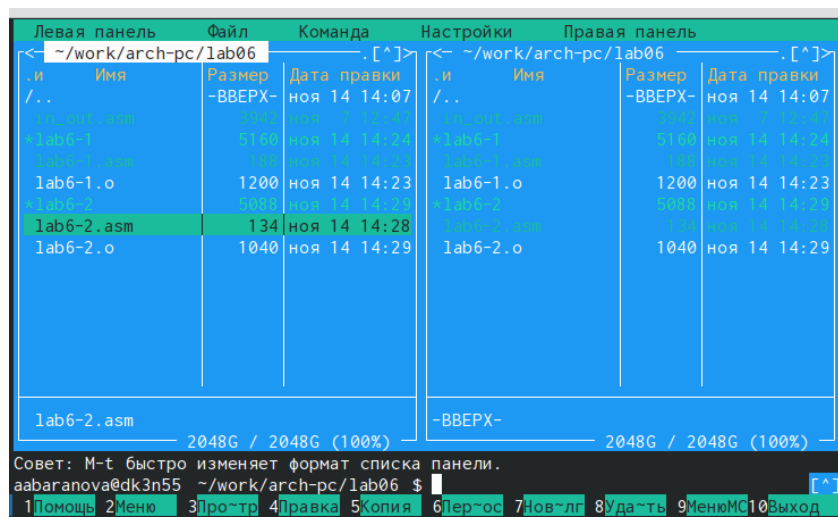 Левая панель Файл Команда Настройки Правая панель
<─ ~/work/arch-pc/lab06 ─.[^]> <─ ~/work/arch-pc/lab06 ─.[^]>
.и Имя Размер Дата правки .и Имя Размер Дата правки
/.. -ВВЕРХ- ноя 14 14:07 /.. -ВВЕРХ- ноя 14 14:07
in_out.asm 3942 ноя 7 12:47 in_out.asm 3942 ноя 7 12:47
*lab6-1 5160 ноя 14 14:24 *lab6-1 5160 ноя 14 14:24
lab6-1.asm 188 ноя 14 14:23 lab6-1.asm 188 ноя 14 14:23
lab6-1.o 1200 ноя 14 14:23 lab6-1.o 1200 ноя 14 14:23
*lab6-2 5088 ноя 14 14:29 *lab6-2 5088 ноя 14 14:29
lab6-2.asm 134 ноя 14 14:28 lab6-2.asm 134 ноя 14 14:28
lab6-2.o 1040 ноя 14 14:29 lab6-2.o 1040 ноя 14 14:29
lab6-2.asm -ВВЕРХ-
2048G / 2048G (100%) 2048G / 2048G (100%)
Совет: M-t быстро изменяет формат списка панели.
aabaranova@dk3n55 ~/work/arch-pc/lab06 $ [^]
1Помощь 2Меню 3Про~тр 4Правка 5Копия 6Пер~ос 7Нов~лг 8Уда~ть 9МенюMC 10Выход